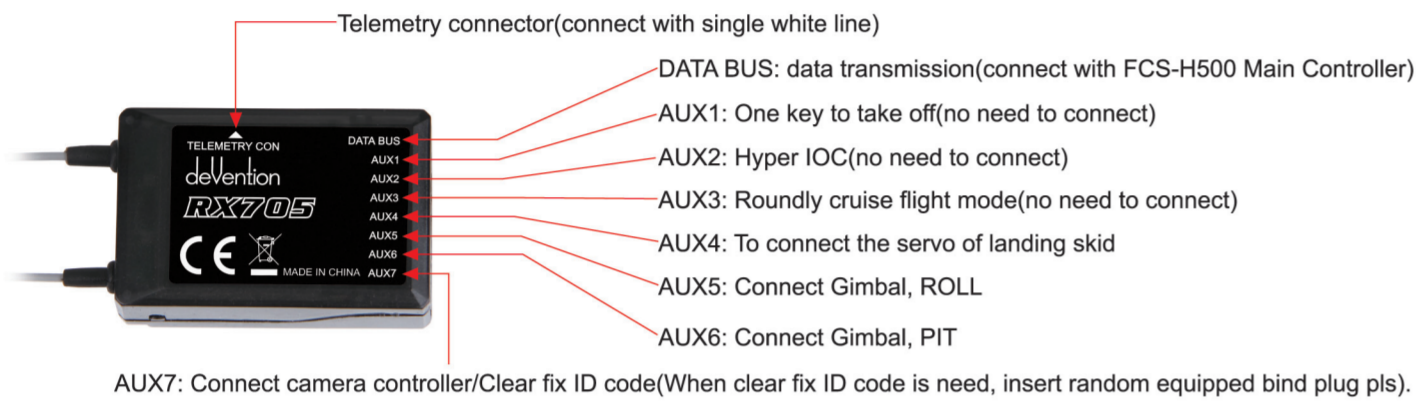 Telemetry connector(connect with single white line)
DATA BUS: data transmission(connect with FCS-H500 Main Controller)
AUX1: One key to take off(no need to connect)
AUX2: Hyper IOC(no need to connect)
AUX3: Roundly cruise flight mode(no need to connect)
AUX4: To connect the servo of landing skid
AUX5: Connect Gimbal, ROLL
AUX6: Connect Gimbal, PIT
AUX7: Connect camera controller/Clear fix ID code(When clear fix ID code is need, insert random equipped bind plug pls).
TELEMETRY CON
deVention
RX705
CE
MADE IN CHINA
DATA BUS
AUX1
AUX2
AUX3
AUX4
AUX5
AUX6
AUX7